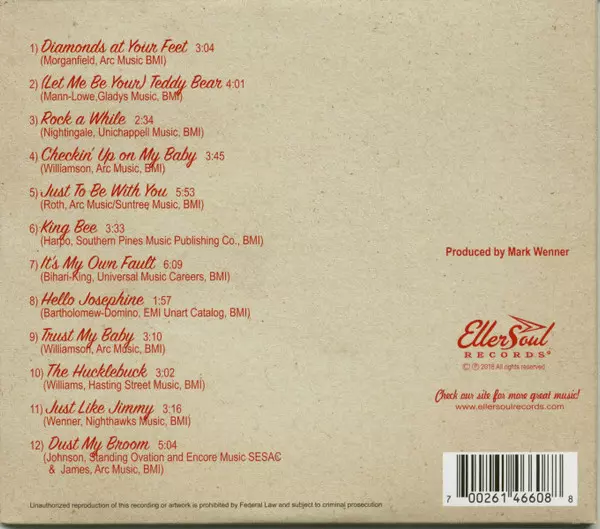 1) Diamonds at Your Feet 3:04
(Morganfield, Arc Music BMI)
2) (Let Me Be Your) Teddy Bear 4:01
(Mann-Lowe,Gladys Music, BMI)
3) Rock a While 2:34
(Nightingale, Unichappell Music, BMI)
4) Checkin' Up on My Baby 3:45
(Williamson, Arc Music, BMI)
5) Just To Be With You 5:53
(Roth, Arc Music/Suntree Music, BMI)
6) King Bee 3:33
(Harpo, Southern Pines Music Publishing Co., BMI)
7) It's My Own Fault 6:09
(Bihari-King, Universal Music Careers, BMI)
8) Hello Josephine 1:57
(Bartholomew-Domino, EMI Unart Catalog, BMI)
9) Trust My Baby 3:10
(Williamson, Arc Music, BMI)
10) The Hucklebuck 3:02
(Williams, Hasting Street Music, BMI)
11) Just Like Jimmy 3:16
(Wenner, Nighthawks Music, BMI)
12) Dust My Broom 5:04
(Johnson, Standing Ovation and Encore Music SESAC
& James, Arc Music, BMI)
Produced by Mark Wenner
EllerSoul
RECORDS
© ℗ 2018 All rights reserved
Check our site for more great music!
www.ellersoulrecords.com
7 00261 46608 8
Unauthorized reproduction of this recording or artwork is prohibited by Federal Law and subject to criminal prosecution